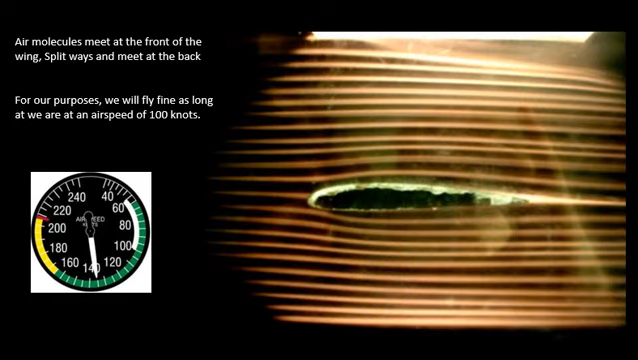 Air molecules meet at the front of the
wing, Split ways and meet at the back
For our purposes, we will fly fine as long
at we are at an airspeed of 100 knots.
240
40
220
60
AIRSPEED
200
80
180
100
160
140
120